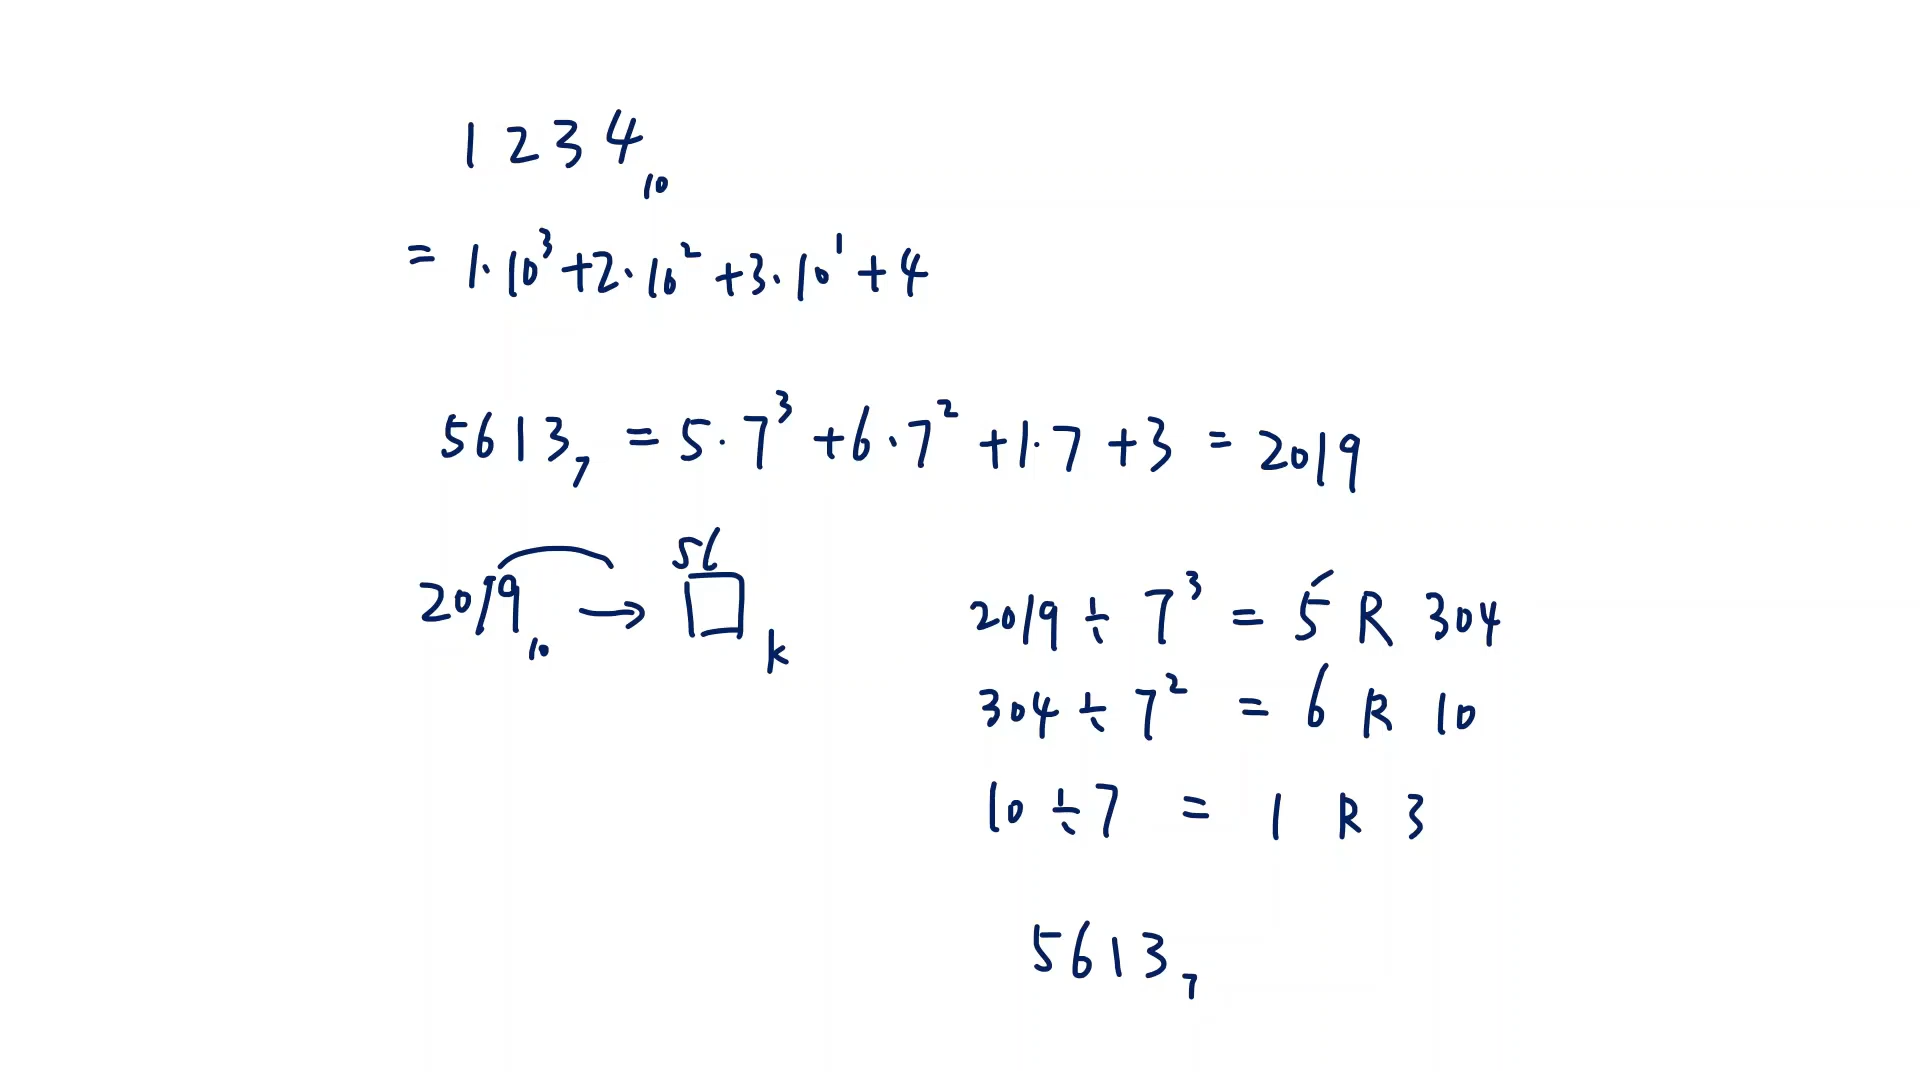 1234₁₀
= 1·10³+2·10²+3·10¹+4
5613₇ = 5·7³+6·7²+1·7+3 = 2019
56
2019₁₀ → □ₖ
2019 ÷ 7³ = 5 R 304
304 ÷ 7² = 6 R 10
10 ÷ 7 = 1 R 3
5613₇